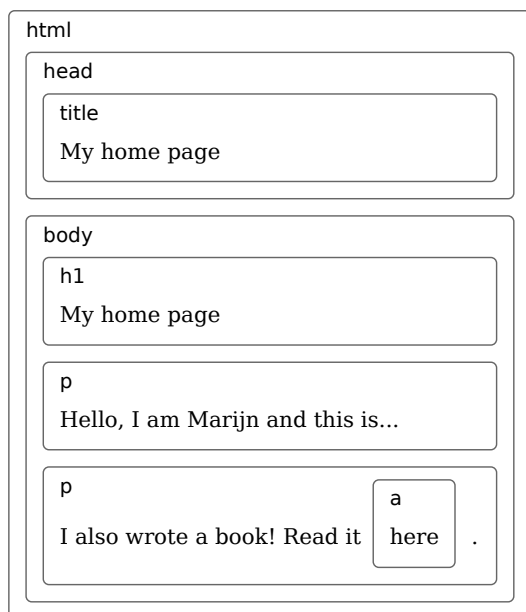 html
head
title
My home page
body
h1
My home page
p
Hello, I am Marijn and this is...
p
a
I also wrote a book! Read it here .